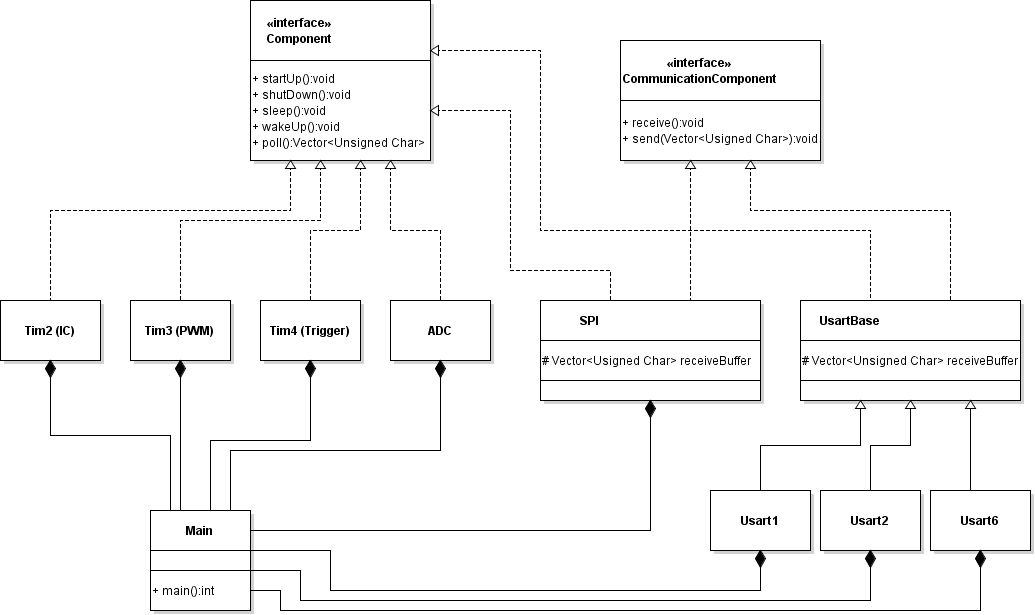 «interface»
Component
+ startUp():void
+ shutDown():void
+ sleep():void
+ wakeUp():void
+ poll():Vector<Unsigned Char>
«interface»
CommunicationComponent
+ receive():void
+ send(Vector<Usigned Char>):void
Tim2 (IC)
Tim3 (PWM)
Tim4 (Trigger)
ADC
SPI
# Vector<Usigned Char> receiveBuffer
UsartBase
# Vector<Unsigned Char> receiveBuffer
Main
+ main():int
Usart1
Usart2
Usart6